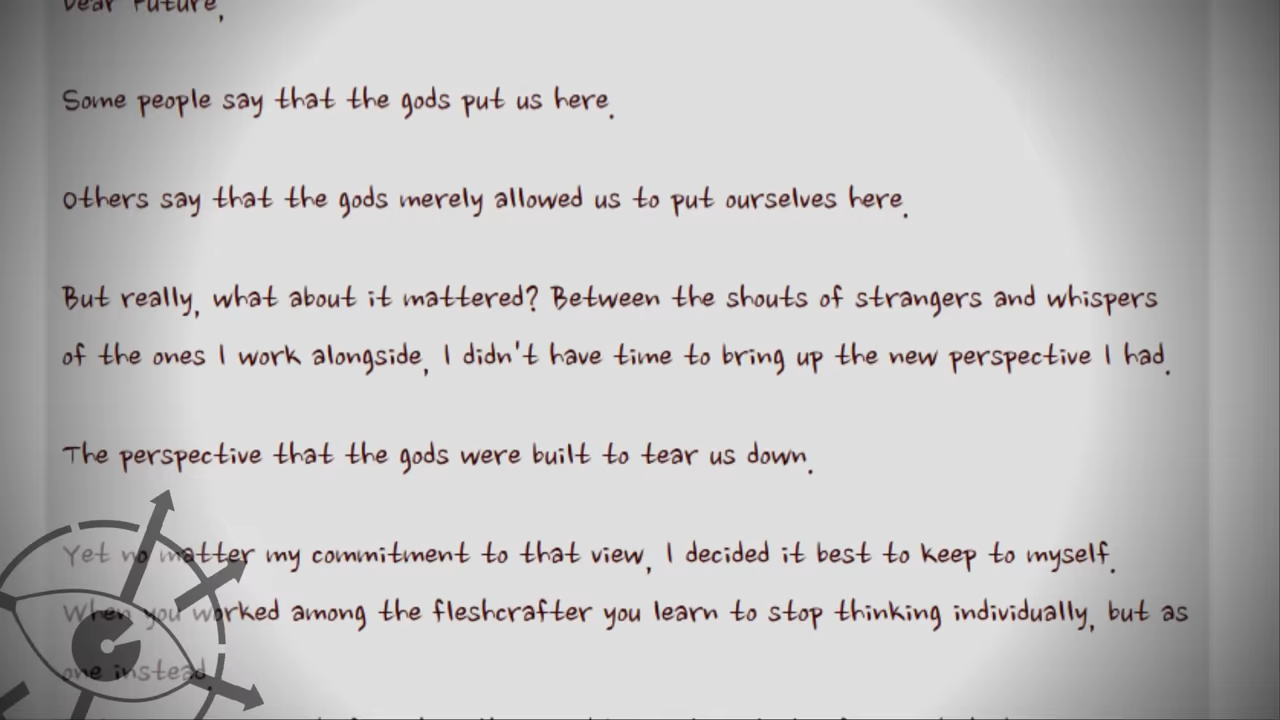 Dear Future,
Some people say that the gods put us here.
Others say that the gods merely allowed us to put ourselves here.
But really, what about it mattered? Between the shouts of strangers and whispers
of the ones I work alongside, I didn't have time to bring up the new perspective I had.
The perspective that the gods were built to tear us down.
Yet no matter my commitment to that view, I decided it best to keep to myself.
When you worked among the fleshcrafter you learn to stop thinking individually, but as
one instead.